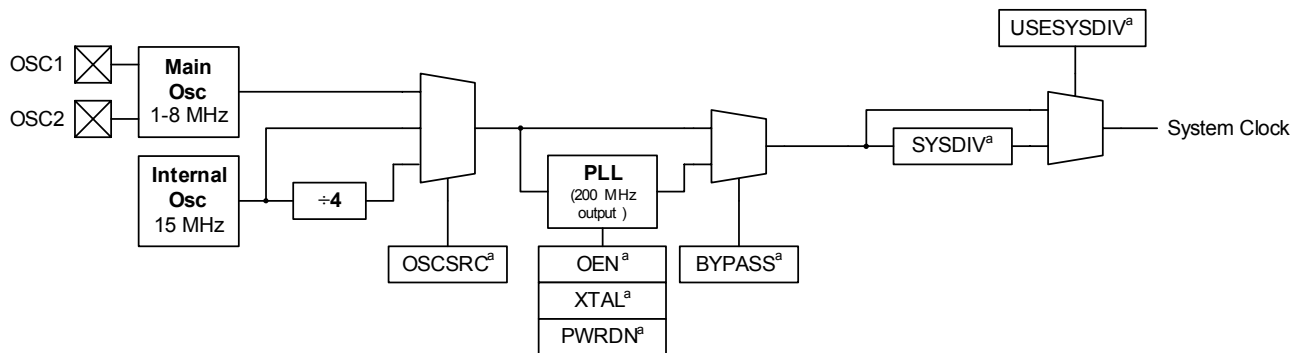 USESYSDIVa
OSC1
OSC2
Main
Osc
1-8 MHz
System Clock
SYSDIVa
Internal
Osc
15 MHz
÷4
PLL
(200 MHz
output )
OSCSRCa
OENa
XTALa
PWRDNa
BYPASSa